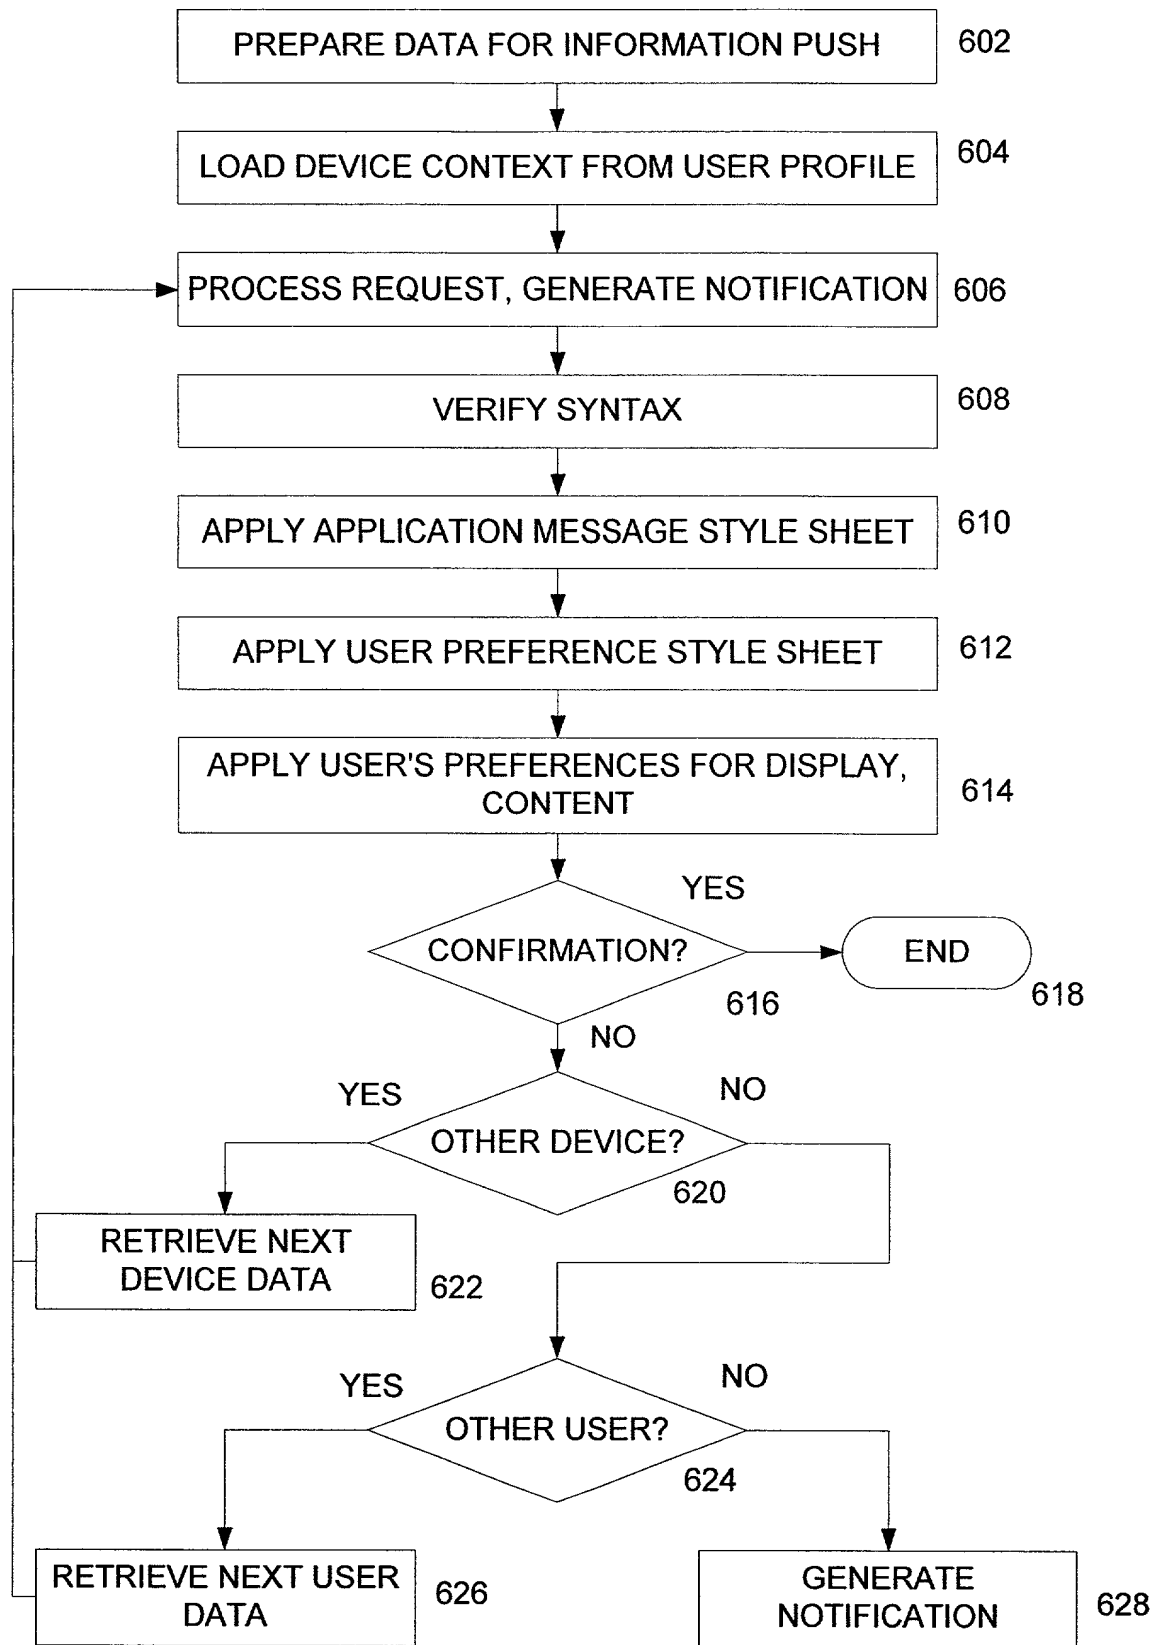 PREPARE DATA FOR INFORMATION PUSH
602
LOAD DEVICE CONTEXT FROM USER PROFILE
604
PROCESS REQUEST, GENERATE NOTIFICATION
606
VERIFY SYNTAX
608
APPLY APPLICATION MESSAGE STYLE SHEET
610
APPLY USER PREFERENCE STYLE SHEET
612
APPLY USER'S PREFERENCES FOR DISPLAY,
CONTENT
614
YES
CONFIRMATION?
616
END
618
NO
YES
NO
OTHER DEVICE?
620
RETRIEVE NEXT
DEVICE DATA
622
YES
NO
OTHER USER?
624
RETRIEVE NEXT USER
DATA
626
GENERATE
NOTIFICATION
628